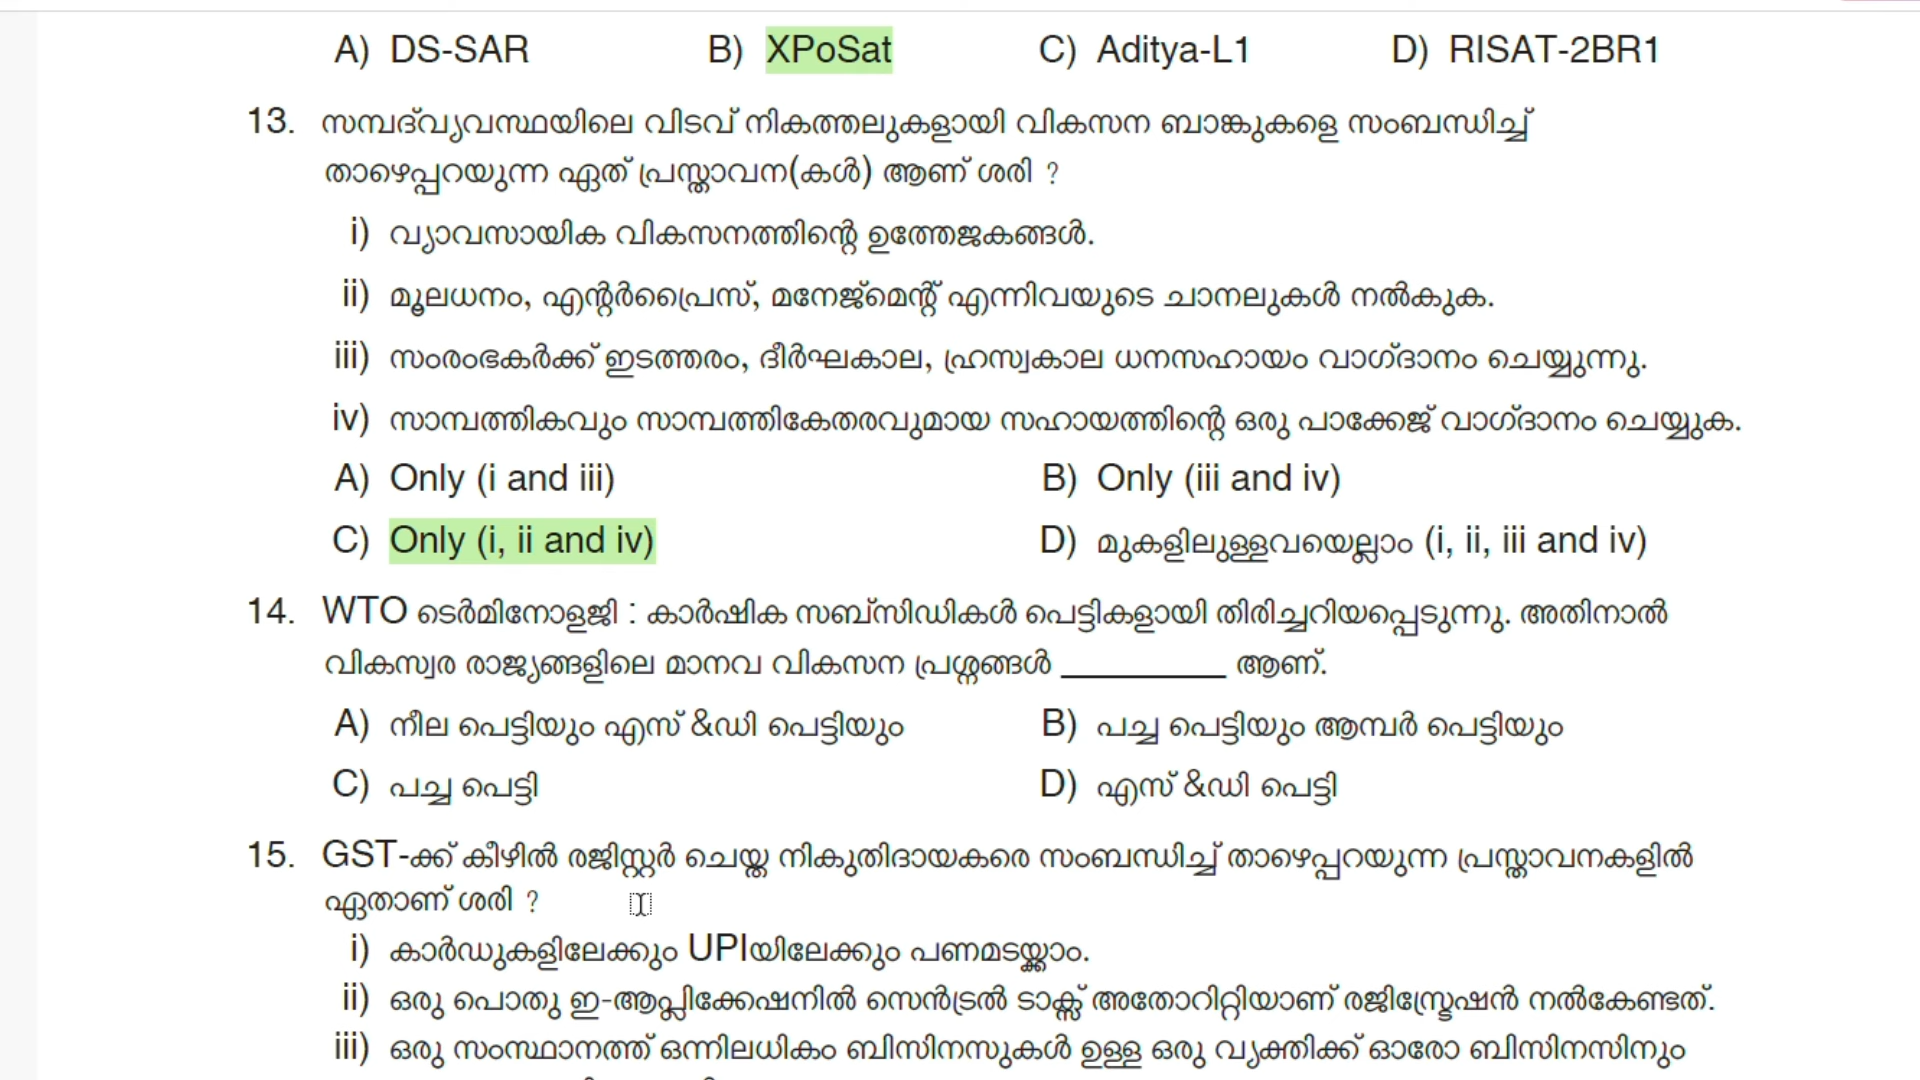 A) DS-SAR B) XPoSat C) Aditya-L1 D) RISAT-2BR1
13. സമ്പദ്‌വ്യവസ്ഥയിലെ വിടവ് നികത്തലുകളായി വികസന ബാങ്കുകളെ സംബന്ധിച്ച്
താഴെപ്പറയുന്ന ഏത് പ്രസ്താവന(കൾ) ആണ് ശരി ?
i) വ്യാവസായിക വികസനത്തിന്റെ ഉത്തേജകങ്ങൾ.
ii) മൂലധനം, എന്റർപ്രൈസ്, മനേജ്മെന്റ് എന്നിവയുടെ ചാനലുകൾ നൽകുക.
iii) സംരംഭകർക്ക് ഇടത്തരം, ദീർഘകാല, ഹ്രസ്വകാല ധനസഹായം വാഗ്ദാനം ചെയ്യുന്നു.
iv) സാമ്പത്തികവും സാമ്പത്തികേതരവുമായ സഹായത്തിന്റെ ഒരു പാക്കേജ് വാഗ്ദാനം ചെയ്യുക.
A) Only (i and iii) B) Only (iii and iv)
C) Only (i, ii and iv) D) മുകളിലുള്ളവയെല്ലാം (i, ii, iii and iv)
14. WTO ടെർമിനോളജി : കാർഷിക സബ്സിഡികൾ പെട്ടികളായി തിരിച്ചറിയപ്പെടുന്നു. അതിനാൽ
വികസ്വര രാജ്യങ്ങളിലെ മാനവ വികസന പ്രശ്നങ്ങൾ _________ ആണ്.
A) നീല പെട്ടിയും എസ് &ഡി പെട്ടിയും B) പച്ച പെട്ടിയും ആമ്പർ പെട്ടിയും
C) പച്ച പെട്ടി D) എസ് &ഡി പെട്ടി
15. GST-ക്ക് കീഴിൽ രജിസ്റ്റർ ചെയ്ത നികുതിദായകരെ സംബന്ധിച്ച് താഴെപ്പറയുന്ന പ്രസ്താവനകളിൽ
ഏതാണ് ശരി ?
i) കാർഡുകളിലേക്കും UPIയിലേക്കും പണമടയ്ക്കാം.
ii) ഒരു പൊതു ഇ-ആപ്ലിക്കേഷനിൽ സെൻട്രൽ ടാക്സ് അതോറിറ്റിയാണ് രജിസ്ട്രേഷൻ നൽകേണ്ടത്.
iii) ഒരു സംസ്ഥാനത്ത് ഒന്നിലധികം ബിസിനസുകൾ ഉള്ള ഒരു വ്യക്തിക്ക് ഓരോ ബിസിനസിനും